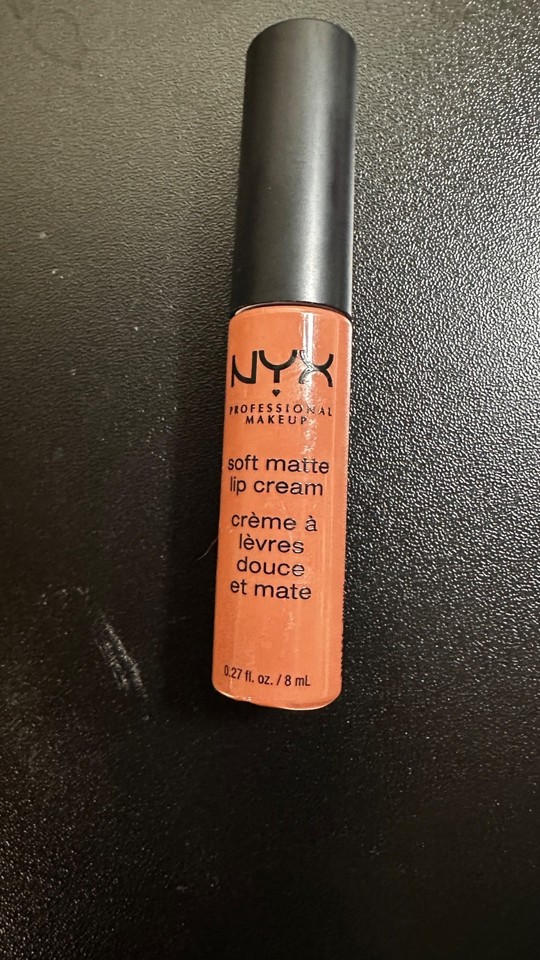 NYX
PROFESSIONAL
MAKEUP
soft matte
lip cream
crème à
lèvres
douce
et mate
0.27 fl. oz. / 8 mL